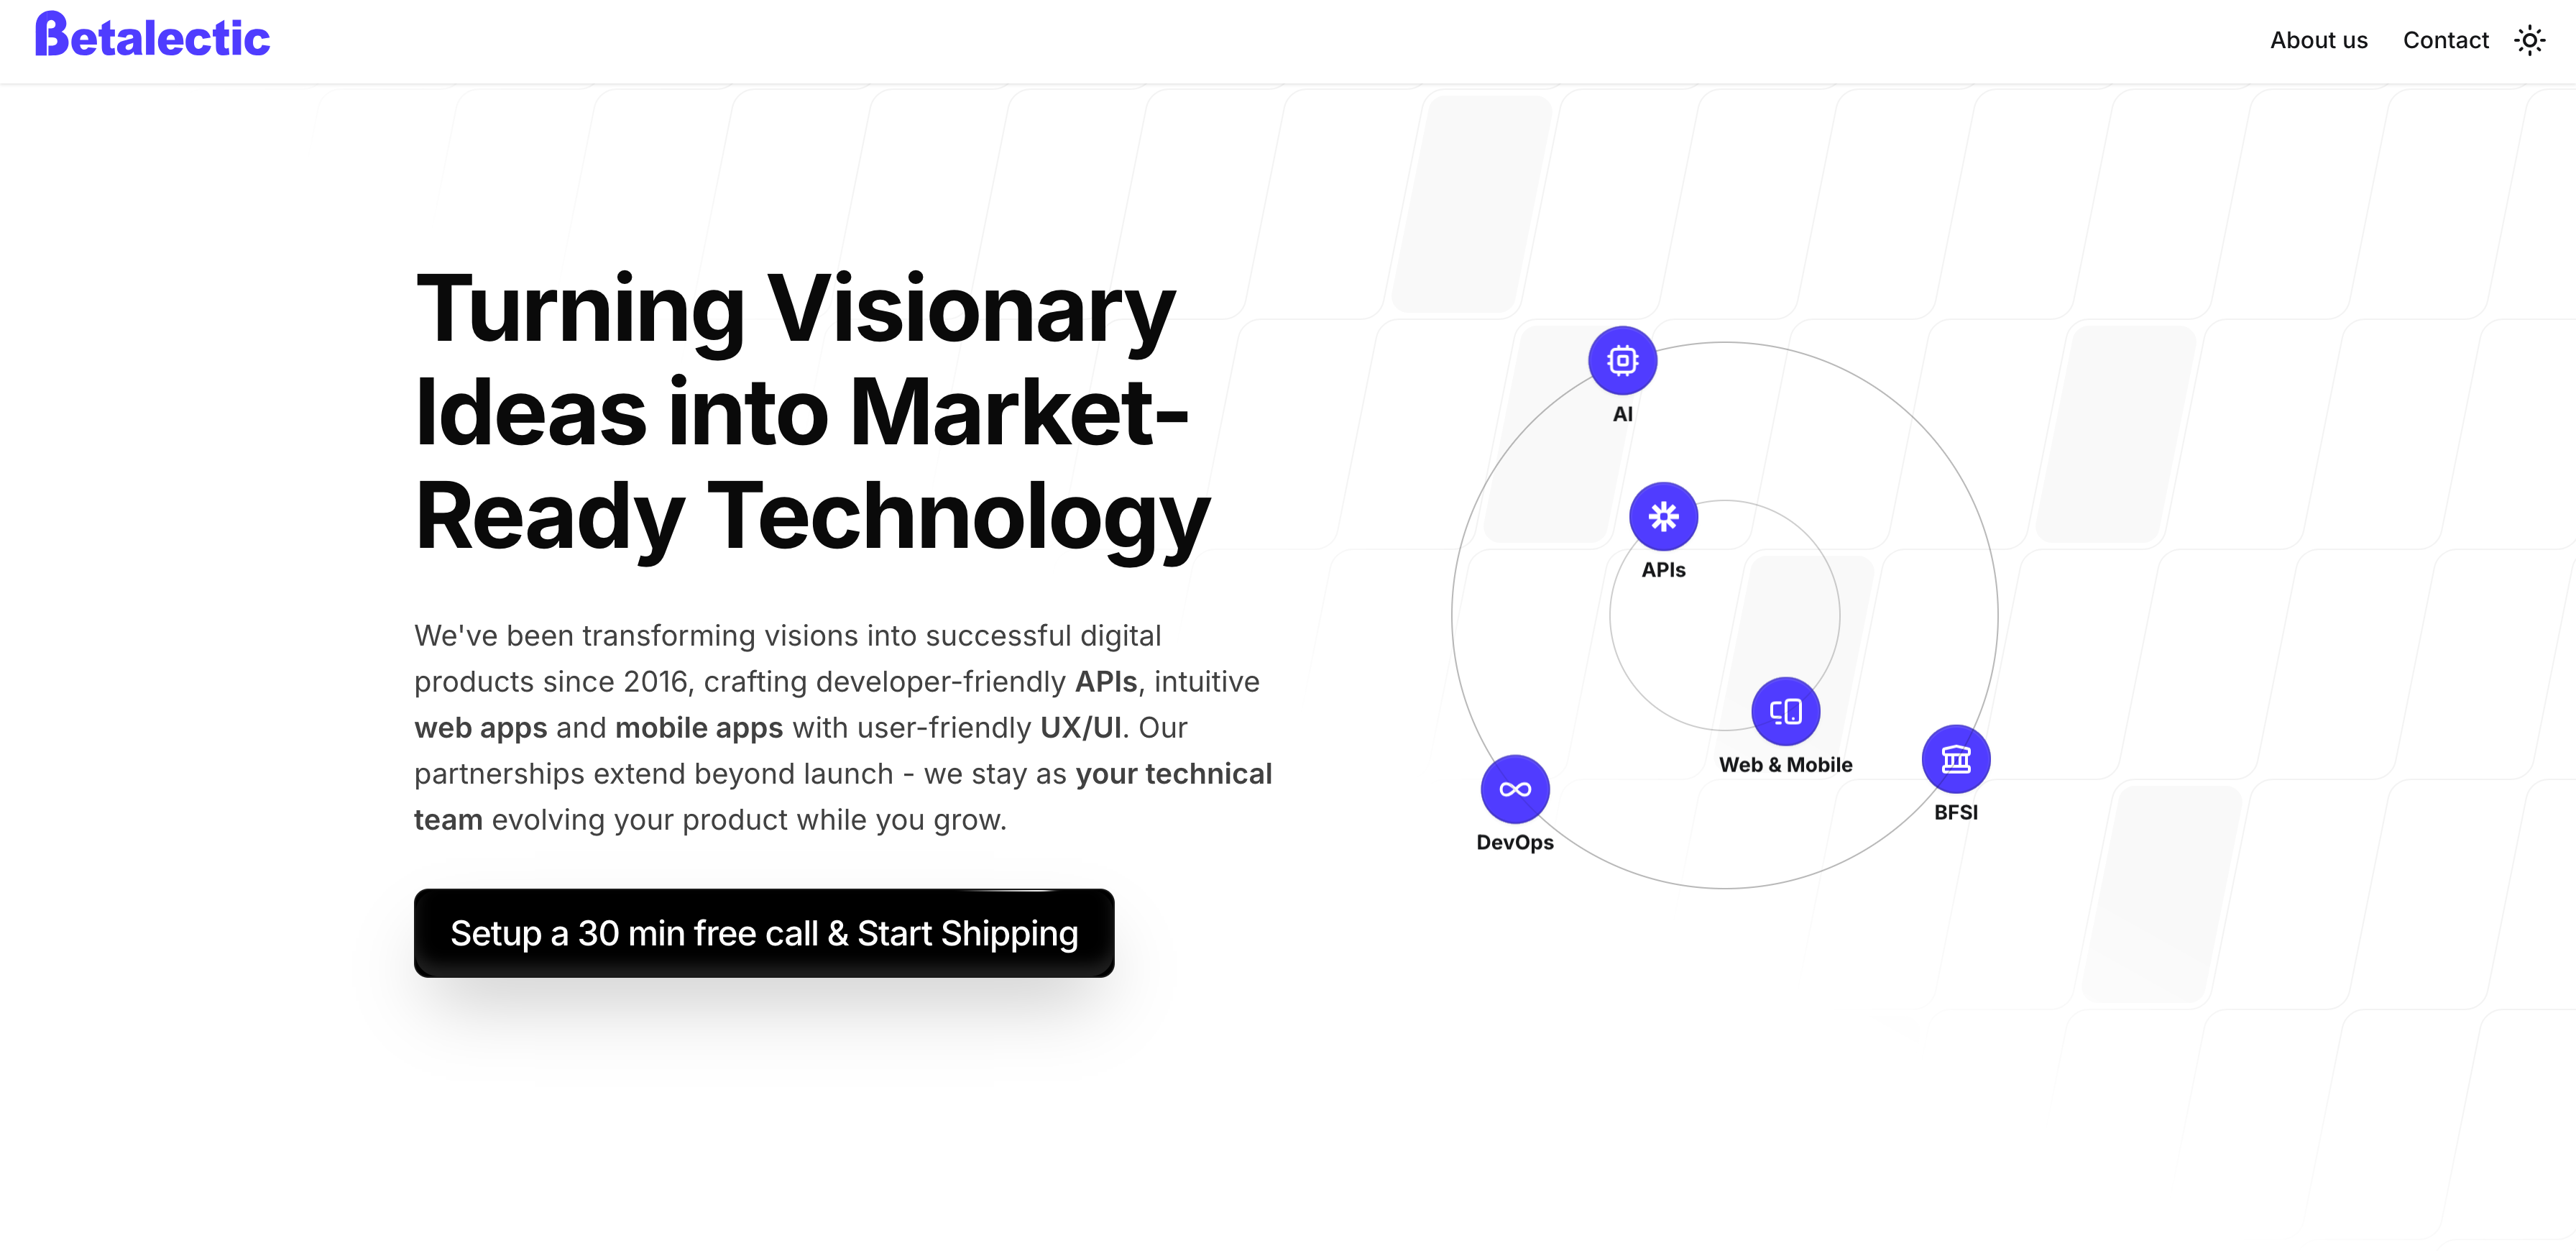 Betalectic
About us
Contact
Turning Visionary
Ideas into Market-
Ready Technology
We've been transforming visions into successful digital
products since 2016, crafting developer-friendly APIs, intuitive
web apps and mobile apps with user-friendly UX/UI. Our
partnerships extend beyond launch - we stay as your technical
team evolving your product while you grow.
Setup a 30 min free call & Start Shipping
AI
APIs
Web & Mobile
BFSI
DevOps